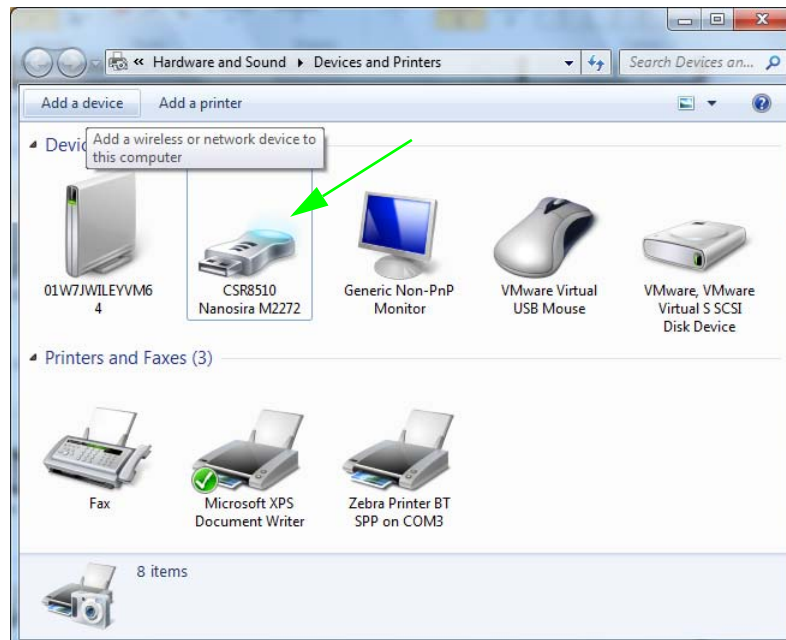 « Hardware and Sound ▸ Devices and Printers
Search Devices an...
Add a device Add a printer
Add a wireless or network device to
this computer
01W7JWILEYVM6
4
CSR8510
Nanosira M2272
Generic Non-PnP
Monitor
VMware Virtual
USB Mouse
VMware, VMware
Virtual S SCSI
Disk Device
Printers and Faxes (3)
Fax
Microsoft XPS
Document Writer
Zebra Printer BT
SPP on COM3
8 items